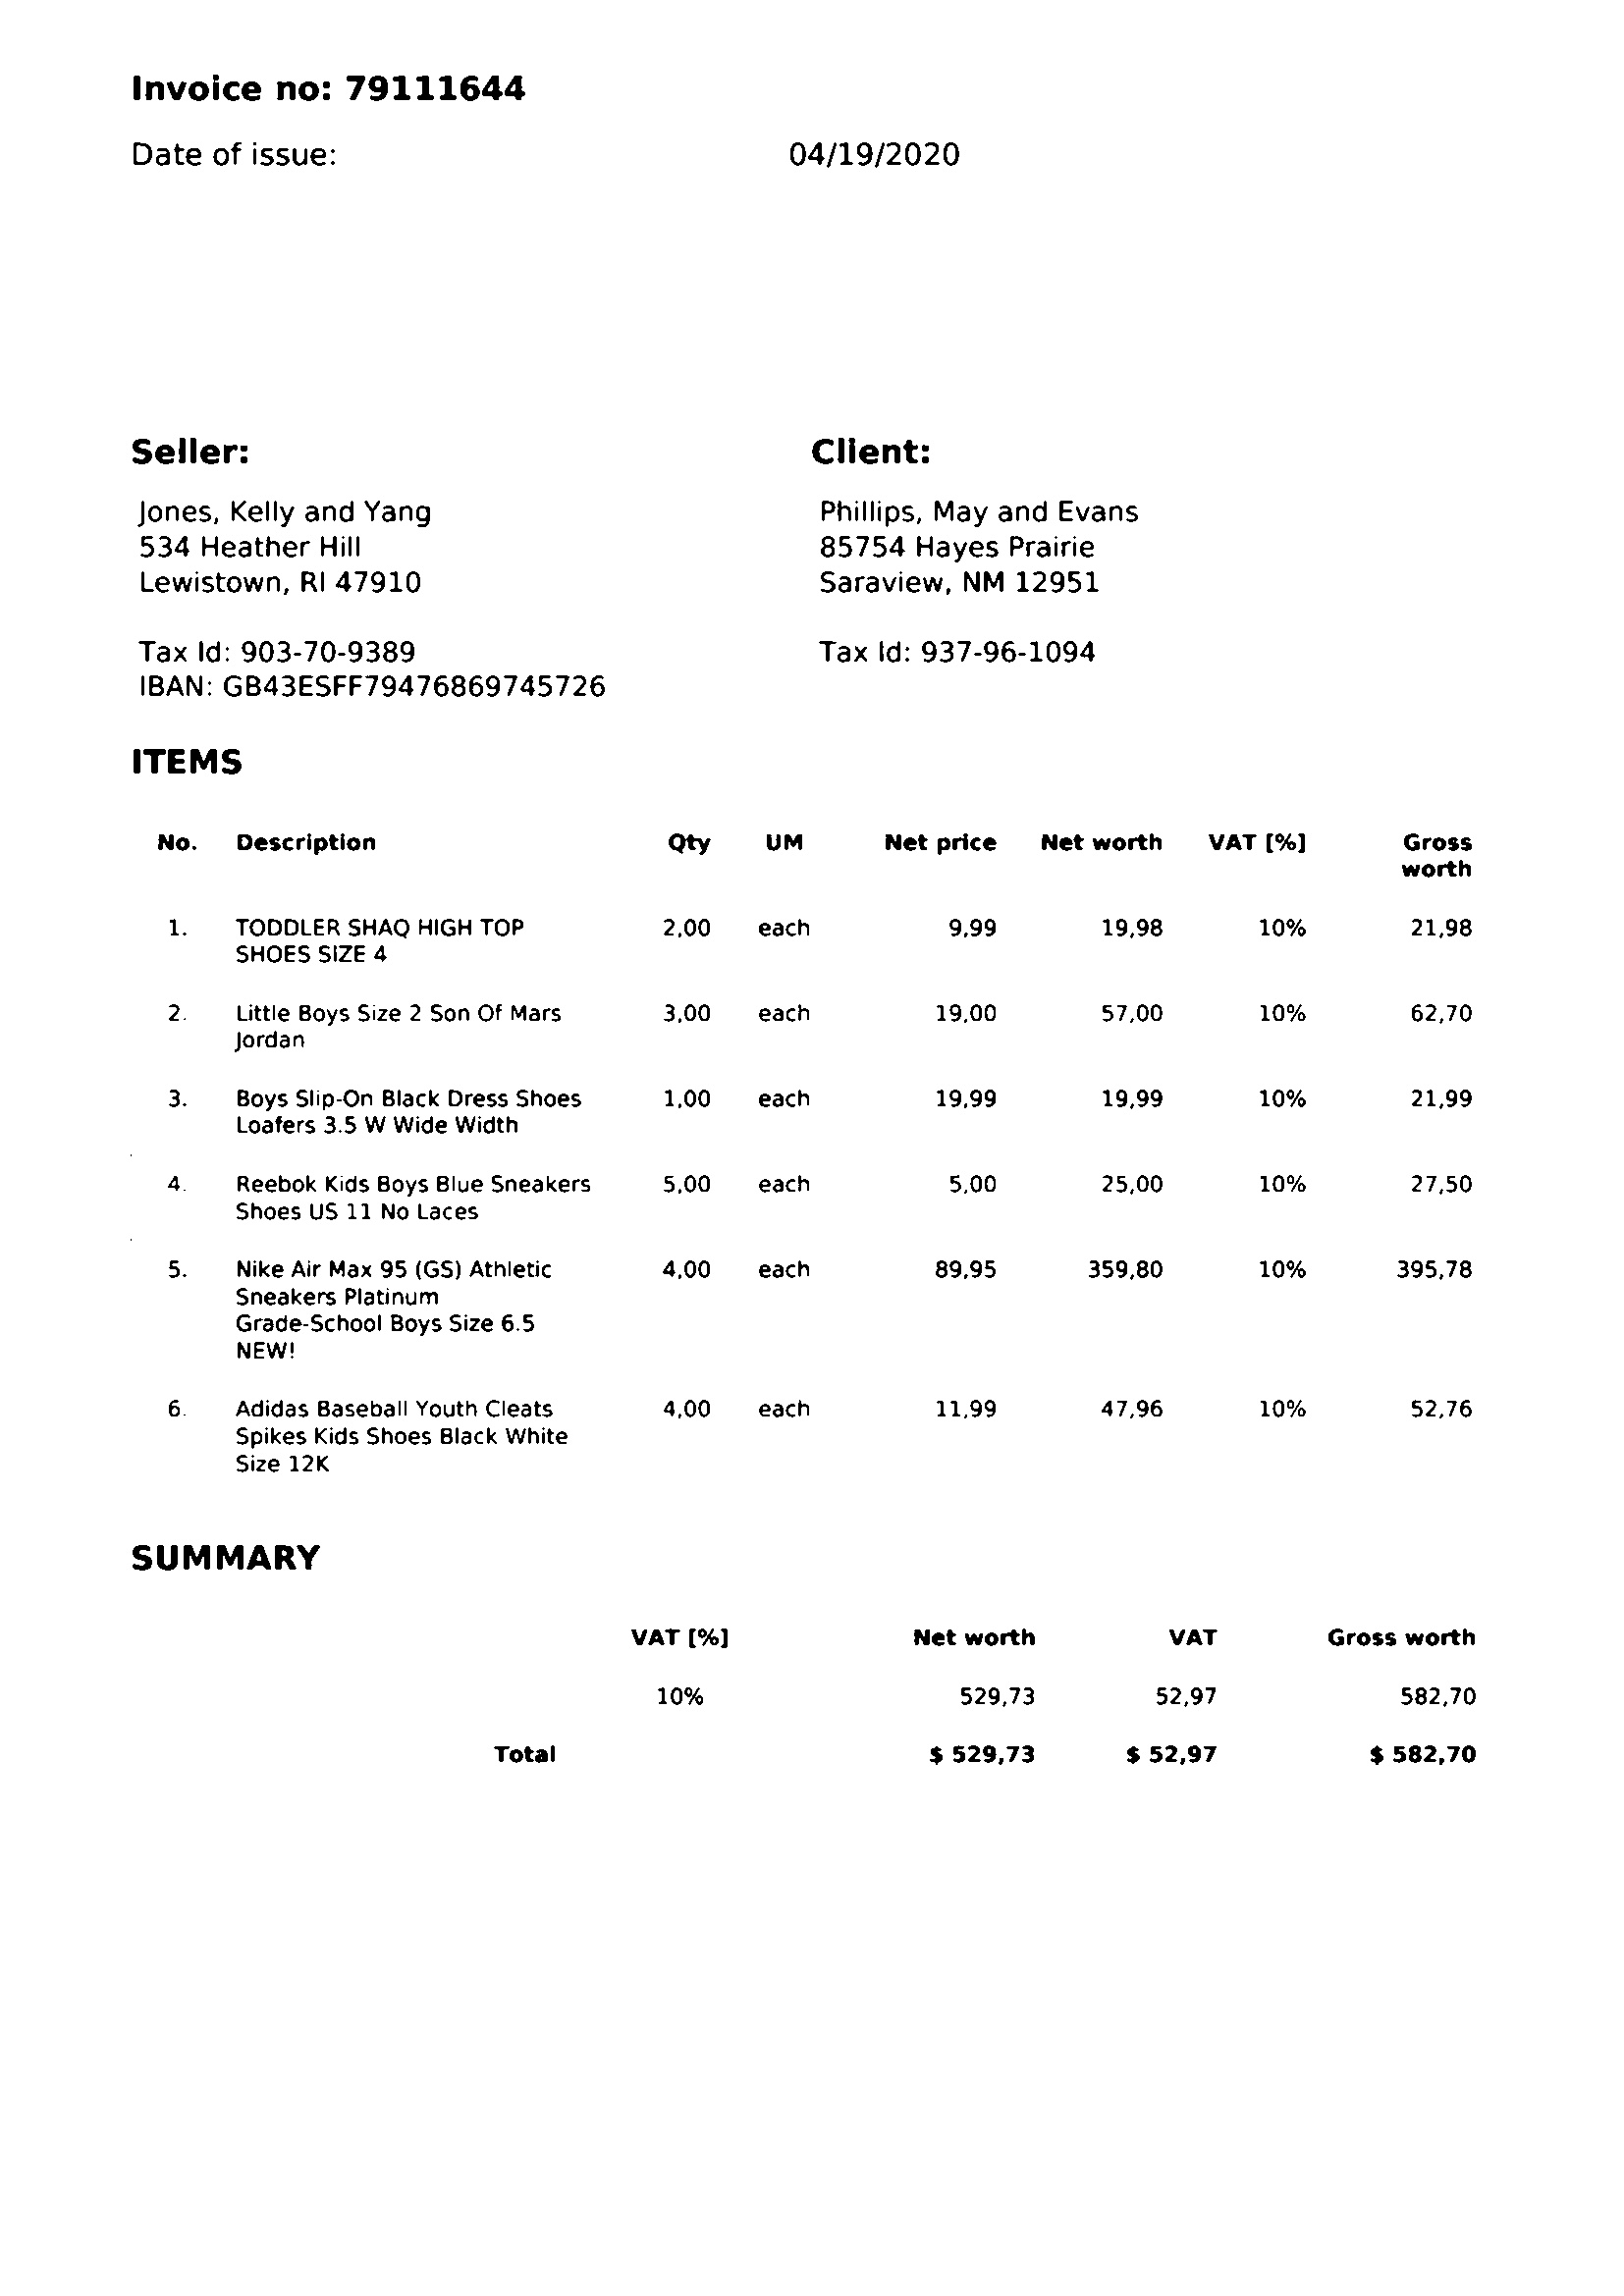 Invoice no: 79111644
Date of issue: 04/19/2020
Seller: Client:
Jones, Kelly and Yang Phillips, May and Evans
534 Heather Hill 85754 Hayes Prairie
Lewistown, RI 47910 Saraview, NM 12951
Tax Id: 903-70-9389 Tax Id: 937-96-1094
IBAN: GB43ESFF79476869745726
ITEMS
No. Description Qty UM Net price Net worth VAT [%] Gross
worth
1. TODDLER SHAQ HIGH TOP 2,00 each 9,99 19,98 10% 21,98
SHOES SIZE 4
2. Little Boys Size 2 Son Of Mars 3,00 each 19,00 57,00 10% 62,70
Jordan
3. Boys Slip-On Black Dress Shoes 1,00 each 19,99 19,99 10% 21,99
Loafers 3.5 W Wide Width
4. Reebok Kids Boys Blue Sneakers 5,00 each 5,00 25,00 10% 27,50
Shoes US 11 No Laces
5. Nike Air Max 95 (GS) Athletic 4,00 each 89,95 359,80 10% 395,78
Sneakers Platinum
Grade-School Boys Size 6.5
NEW!
6. Adidas Baseball Youth Cleats 4,00 each 11,99 47,96 10% 52,76
Spikes Kids Shoes Black White
Size 12K
SUMMARY
VAT [%] Net worth VAT Gross worth
10% 529,73 52,97 582,70
Total $ 529,73 $ 52,97 $ 582,70